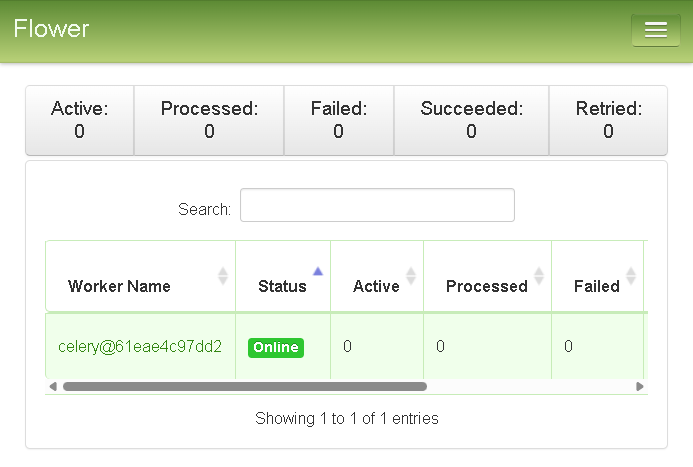 Flower
Active: Processed: Failed: Succeeded: Retried:
0 0 0 0 0
Search:
Worker Name Status Active Processed Failed
celery@61eae4c97dd2 Online 0 0 0
Showing 1 to 1 of 1 entries